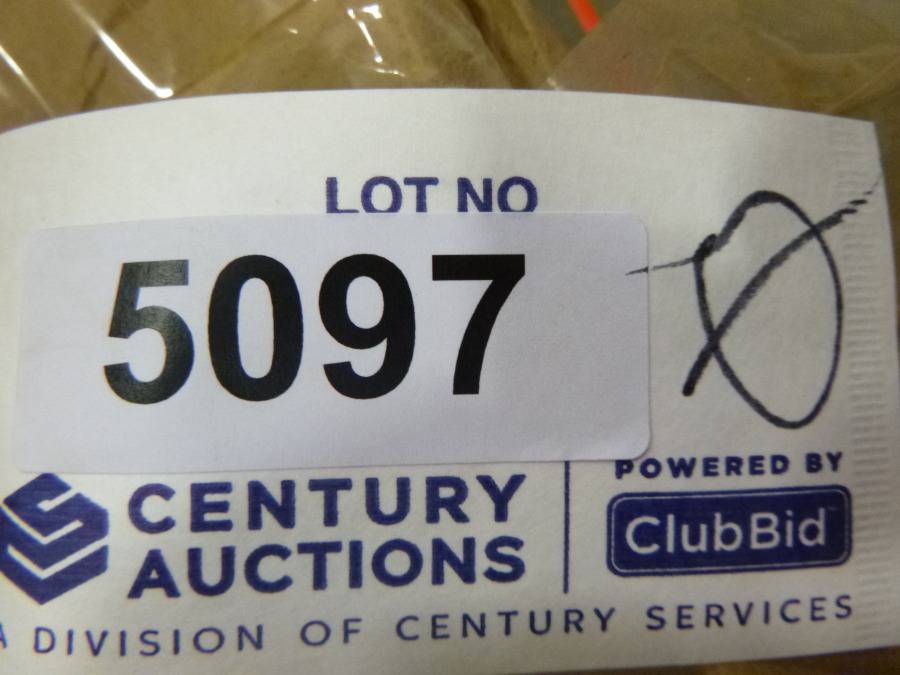 LOT NO
5097
CENTURY
AUCTIONS
POWERED BY
ClubBid
A DIVISION OF CENTURY SERVICES